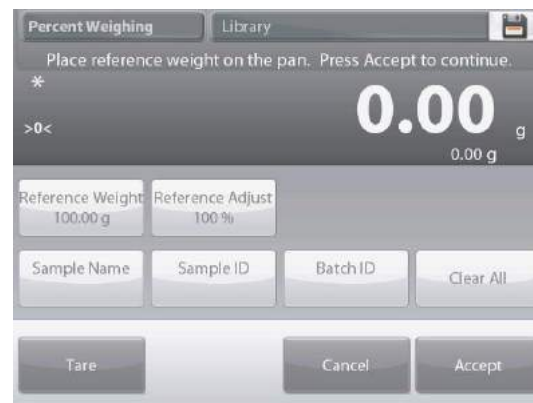 Percent Weighing Library
Place reference weight on the pan. Press Accept to continue.
*
>0<
0.00 g
0.00 g
Reference Weight Reference Adjust
100.00 g 100 %
Sample Name Sample ID Batch ID Clear All
Tare Cancel Accept